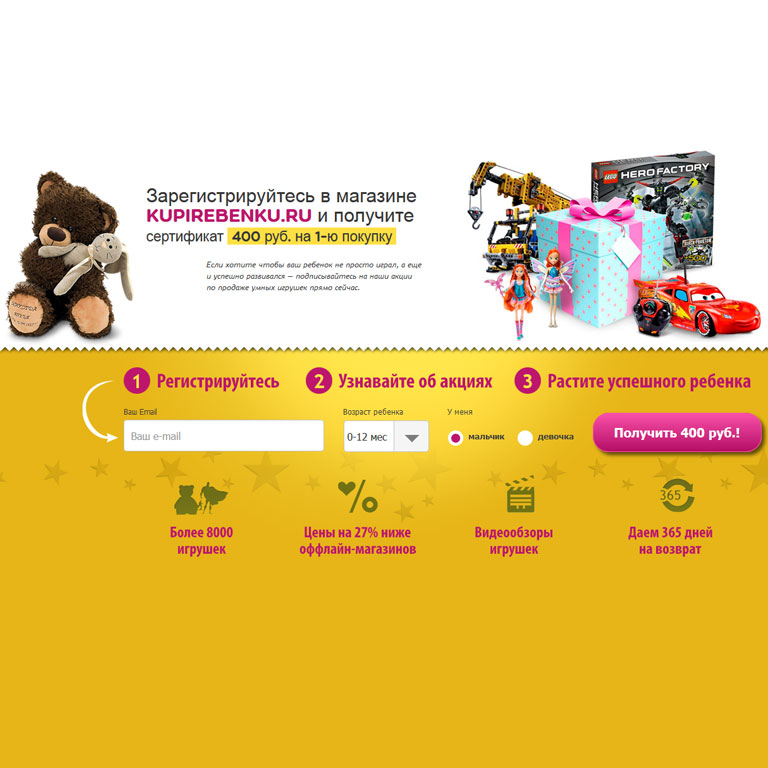 Зарегистрируйтесь в магазине
KUPIREBENKU.RU и получите
сертификат 400 руб. на 1-ю покупку
Если хотите чтобы ваш ребенок не просто играл, а еще
и успешно развивался — подписывайтесь на наши акции
по продаже умных игрушек прямо сейчас.
LEGO HERO FACTORY
1 Регистрируйтесь
2 Узнавайте об акциях
3 Растите успешного ребенка
Ваш Email
Возраст ребенка
У меня
Ваш e-mail
0-12 мес
мальчик
девочка
Получить 400 руб.!
365
Более 8000
игрушек
Цены на 27% ниже
оффлайн-магазинов
Видеообзоры
игрушек
Даем 365 дней
на возврат